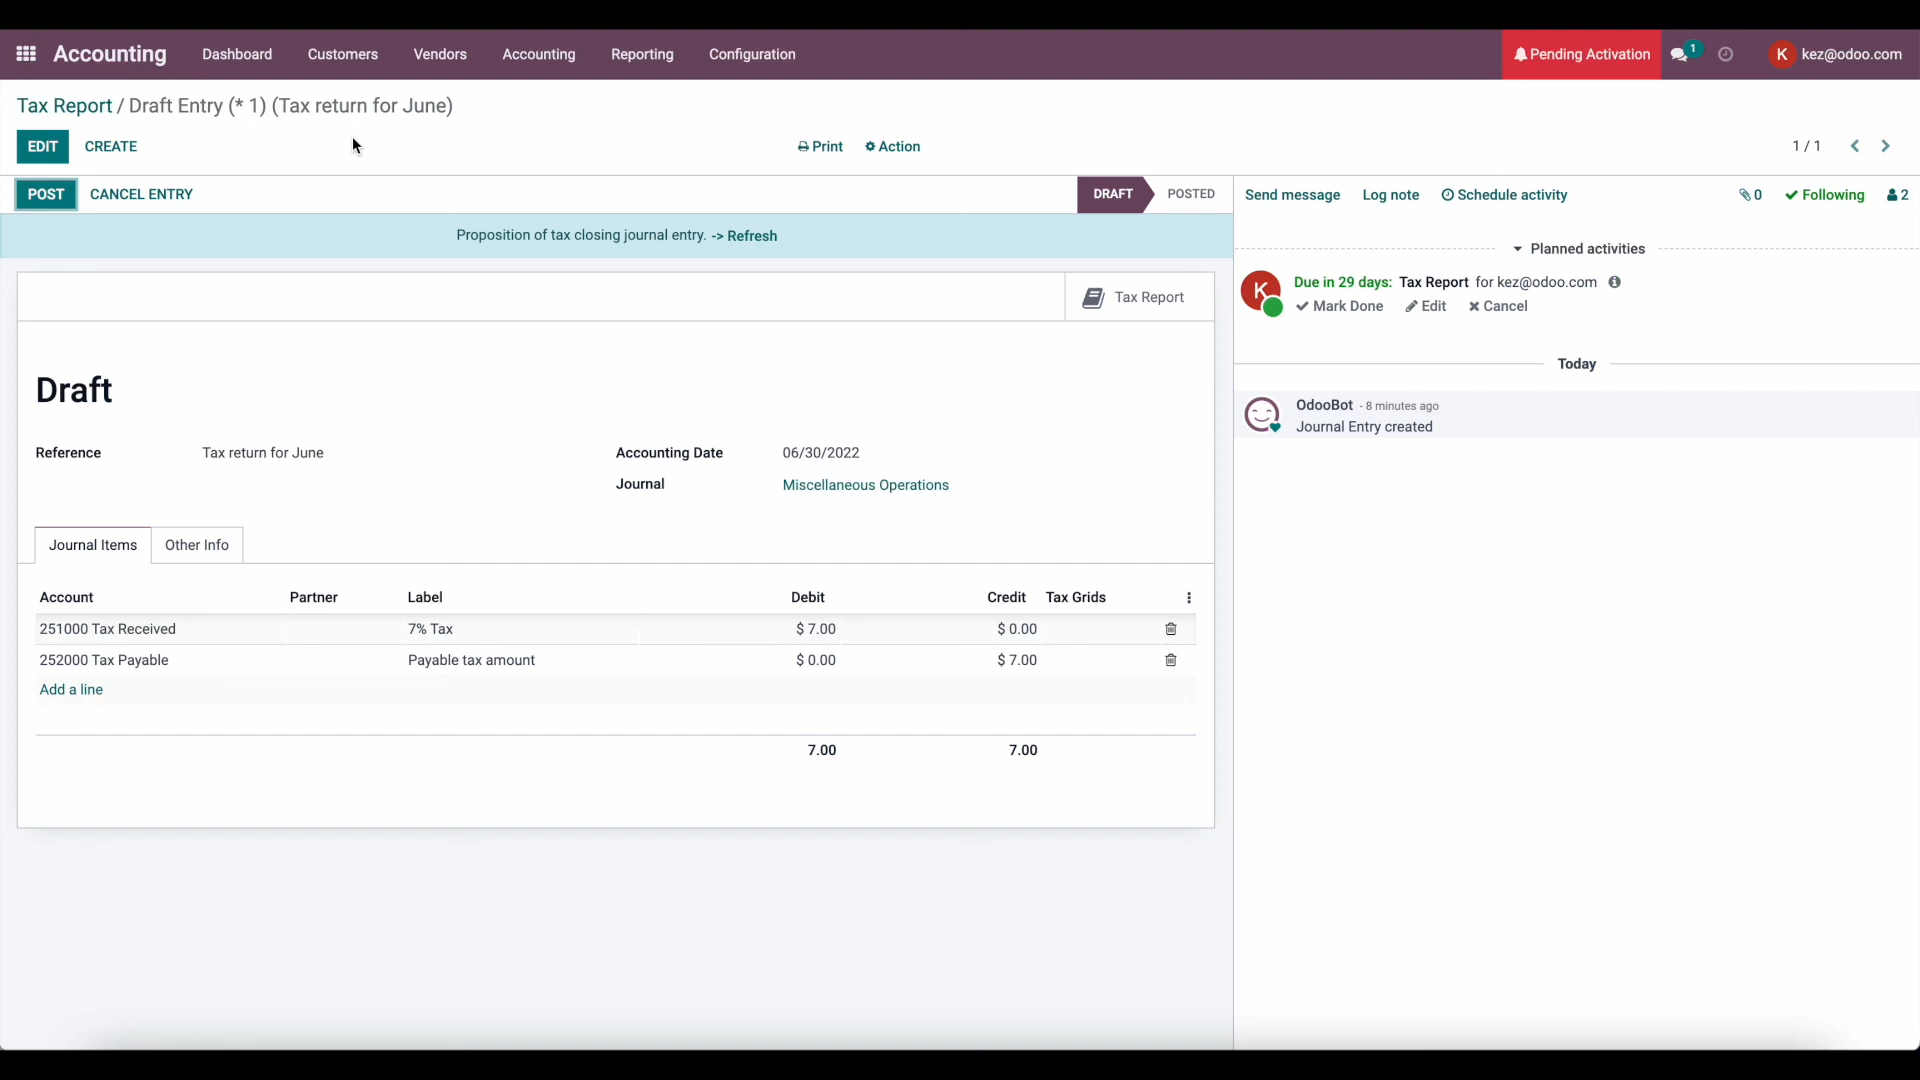 Accounting Dashboard Customers Vendors Accounting Reporting Configuration Pending Activation 1 K kez@odoo.com
Tax Report / Draft Entry (* 1) (Tax return for June)
EDIT CREATE Print Action 1 / 1
POST CANCEL ENTRY DRAFT POSTED Send message Log note Schedule activity 0 Following 2
Proposition of tax closing journal entry. -> Refresh
Planned activities
K Due in 29 days: Tax Report for kez@odoo.com
Mark Done Edit Cancel
Tax Report
Today
Draft
OdooBot - 8 minutes ago
Journal Entry created
Reference Tax return for June Accounting Date 06/30/2022
Journal Miscellaneous Operations
Journal Items Other Info
Account Partner Label Debit Credit Tax Grids
251000 Tax Received 7% Tax $ 7.00 $ 0.00
252000 Tax Payable Payable tax amount $ 0.00 $ 7.00
Add a line
7.00 7.00